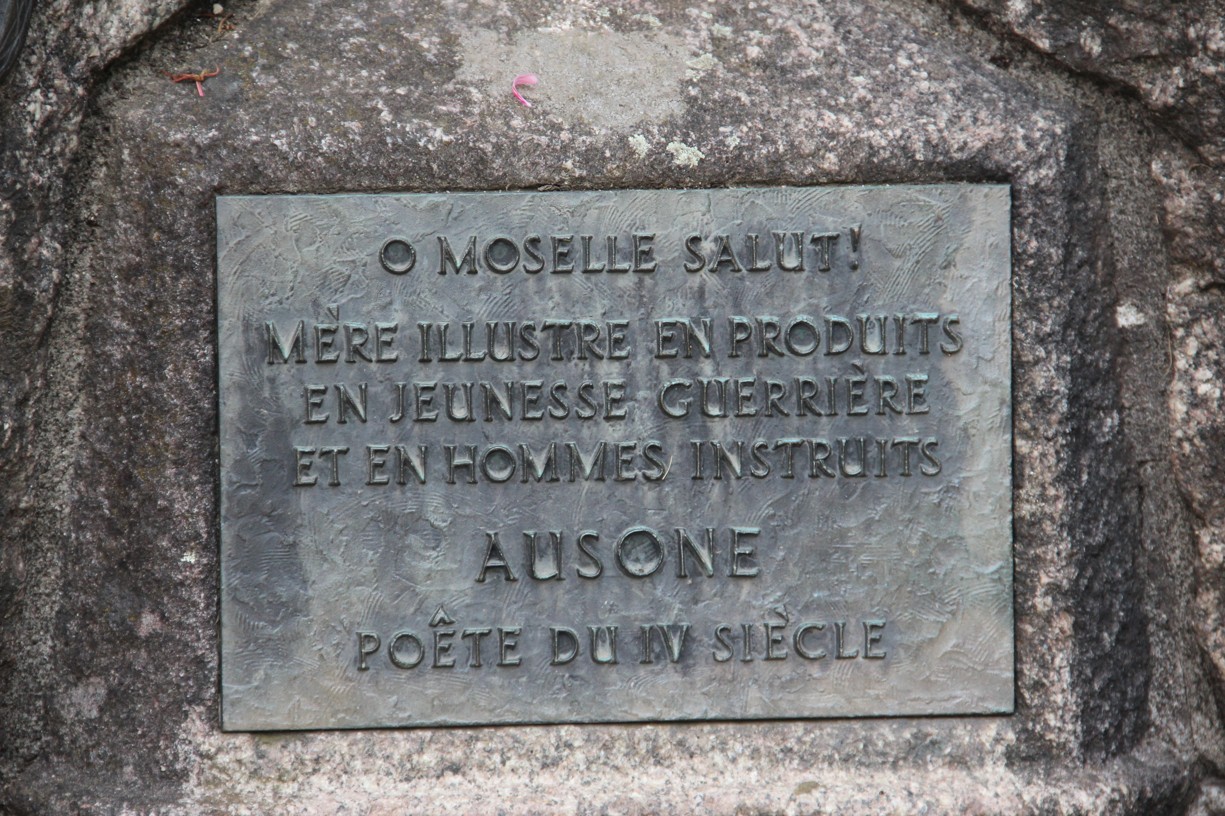 O MOSELLE SALUT!
MÈRE ILLUSTRE EN PRODUITS
EN JEUNESSE GUERRIÈRE
ET EN HOMMES INSTRUITS
AUSONE
POÊTE DU IV SIÈCLE